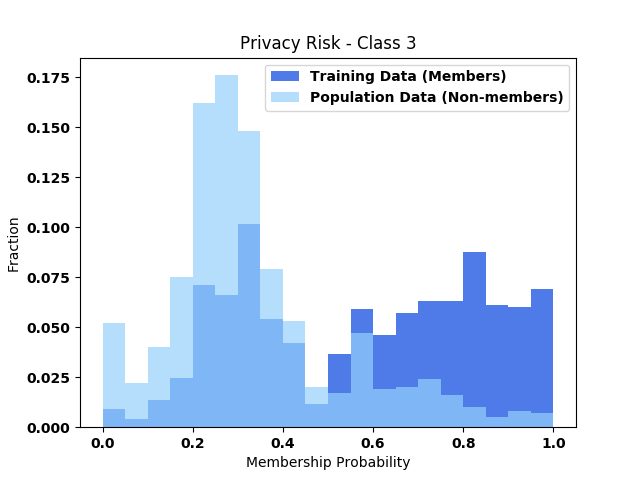 Privacy Risk - Class 3
Training Data (Members)
Population Data (Non-members)
0.175
0.150
0.125
0.100
0.075
0.050
0.025
0.000
Fraction
0.0 0.2 0.4 0.6 0.8 1.0
Membership Probability